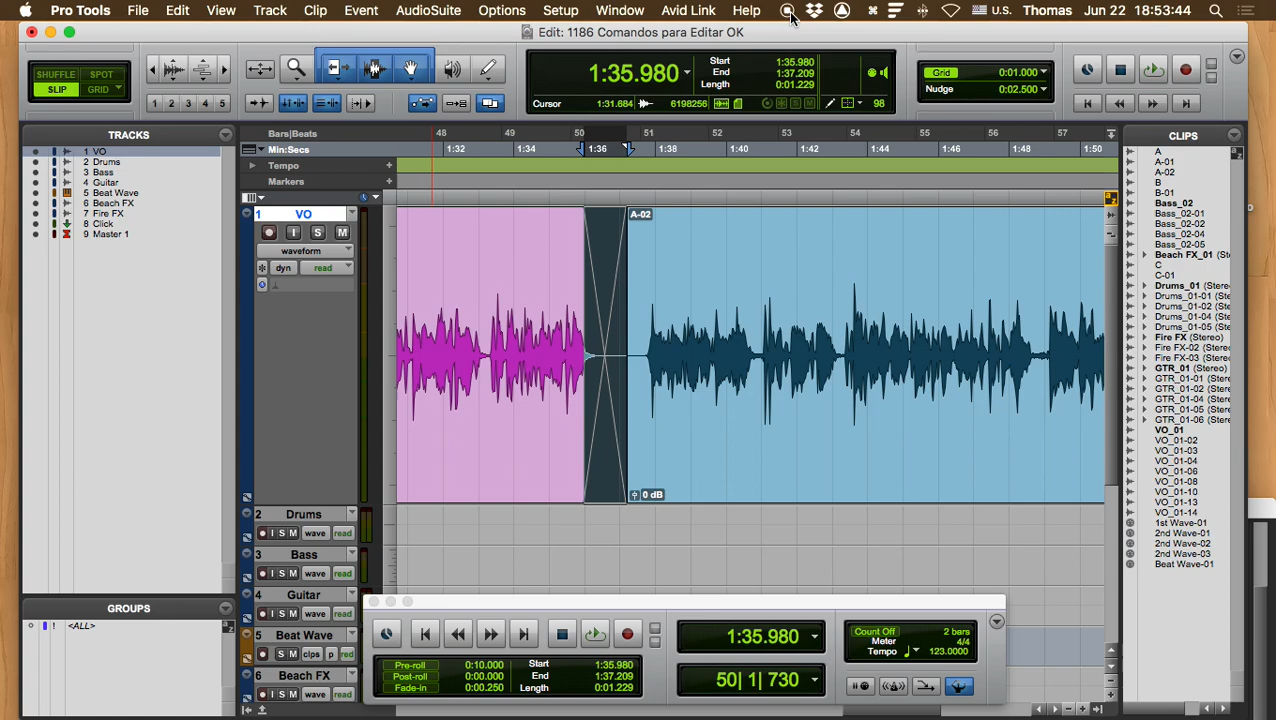 Pro Tools File Edit View Track Clip Event AudioSuite Options Setup Window Avid Link Help U.S. Thomas Jun 22 18:53:44
Edit: 1186 Comandos para Editar OK
SHUFFLE SPOT
SLIP GRID
1 2 3 4 5
1:35.980
Start 1:35.980
End 1:37.209
Length 0:01.229
Cursor 1:31.684 6198256 98
Grid 0:01.000
Nudge 0:02.500
TRACKS
1 VO
2 Drums
3 Bass
4 Guitar
5 Beat Wave
6 Beach FX
7 Fire FX
8 Click
9 Master 1
GROUPS
! <ALL>
Bars|Beats 48 49 50 51 52 53 54 55 56 57
Min:Secs 1:32 1:34 1:36 1:38 1:40 1:42 1:44 1:46 1:48 1:50
Tempo
Markers
1 VO
I S M
waveform
dyn read
A-02
0 dB
2 Drums
I S M wave read
3 Bass
I S M wave read
4 Guitar
I S M wave read
5 Beat Wave
I S M clps p red
6 Beach FX
I S M wave read
CLIPS
A
A-01
A-02
B
B-01
Bass_02
Bass_02-01
Bass_02-02
Bass_02-04
Bass_02-05
Beach FX_01 (Ste
C
C-01
Drums_01 (Stereo
Drums_01-01 (Ster
Drums_01-02 (Ster
Drums_01-04 (Ster
Drums_01-05 (Ster
Fire FX (Stereo)
Fire FX-02 (Stereo)
Fire FX-03 (Stereo)
GTR_01 (Stereo)
GTR_01-01 (Stereo
GTR_01-02 (Stereo
GTR_01-04 (Stereo
GTR_01-05 (Stereo
GTR_01-06 (Stereo
VO_01
VO_01-02
VO_01-03
VO_01-04
VO_01-06
VO_01-08
VO_01-10
VO_01-13
VO_01-14
1st Wave-01
2nd Wave-01
2nd Wave-02
2nd Wave-03
Beat Wave-01
Pre-roll 0:10.000
Post-roll 0:00.000
Fade-in 0:00.250
Start 1:35.980
End 1:37.209
Length 0:01.229
1:35.980
50| 1| 730
Count Off 2 bars
Meter 4/4
Tempo 123.0000